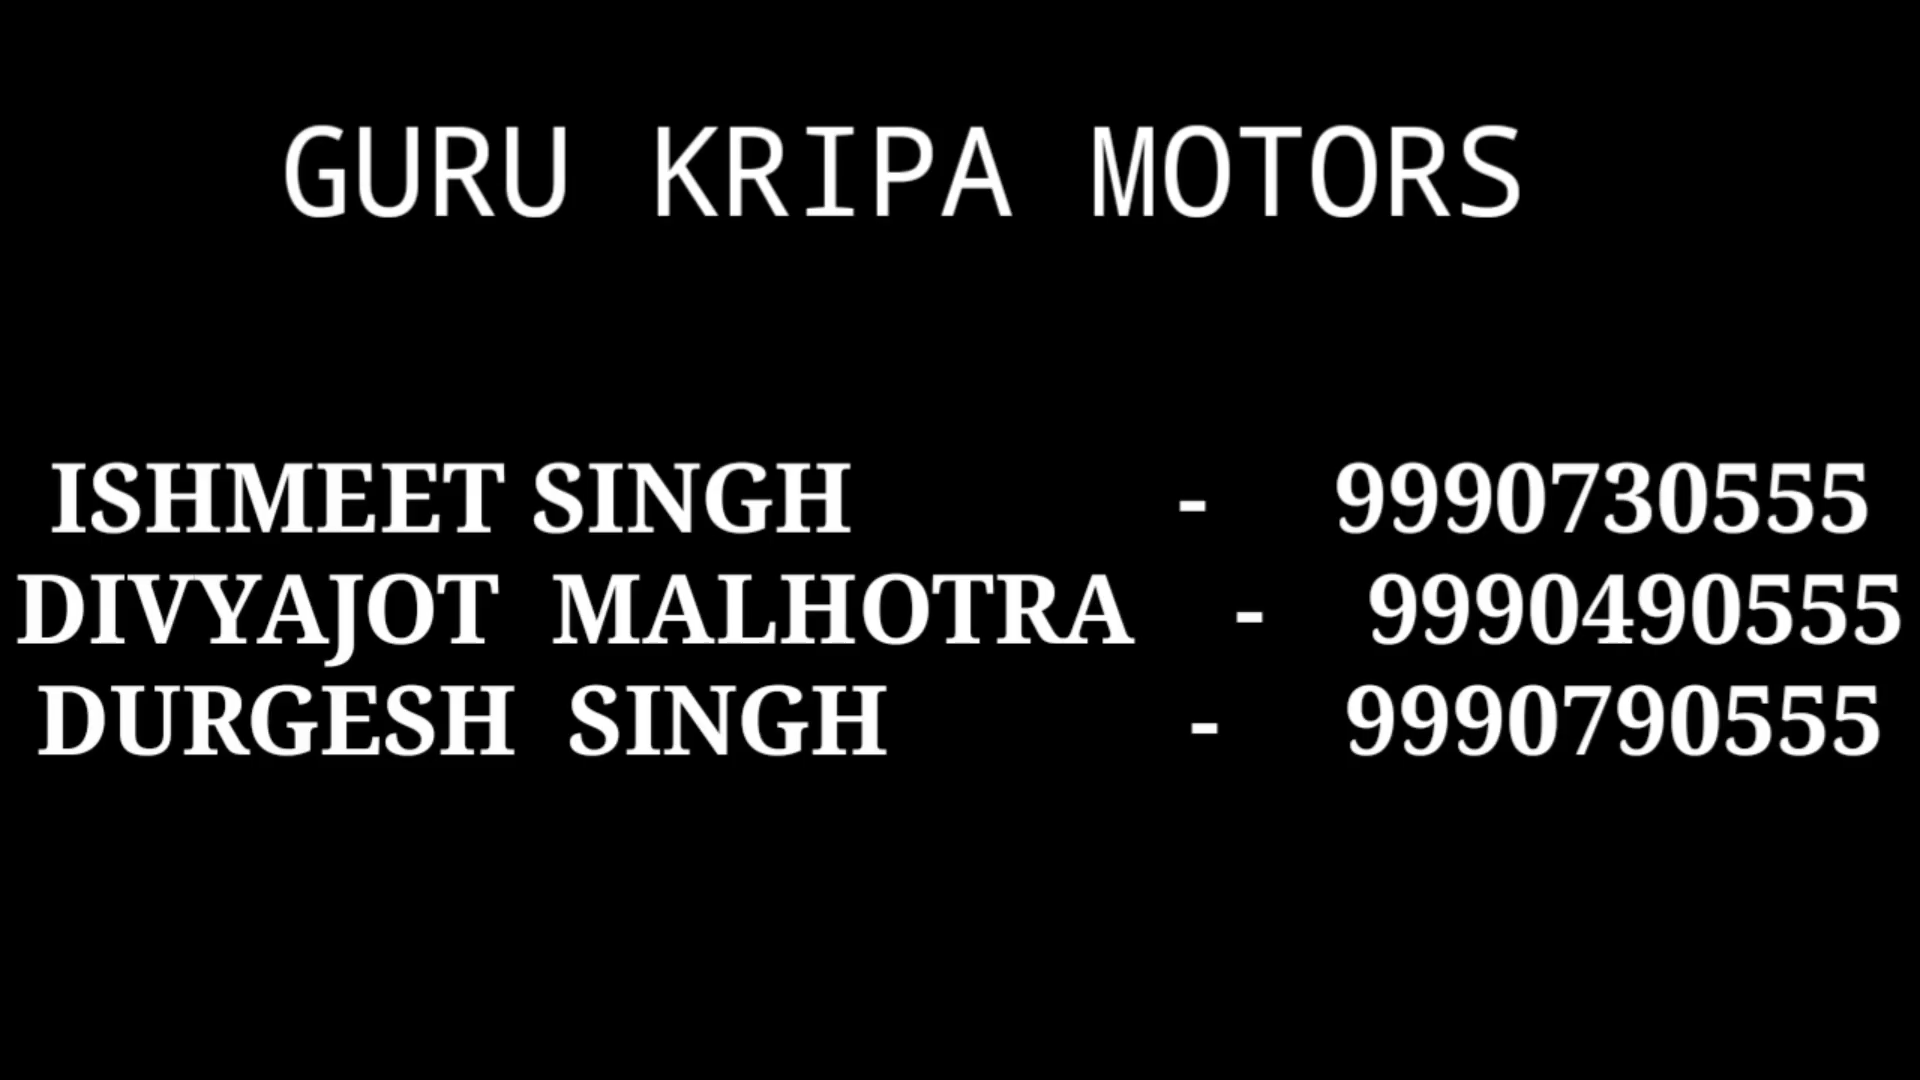 GURU KRIPA MOTORS
ISHMEET SINGH - 9990730555
DIVYAJOT MALHOTRA - 9990490555
DURGESH SINGH - 9990790555